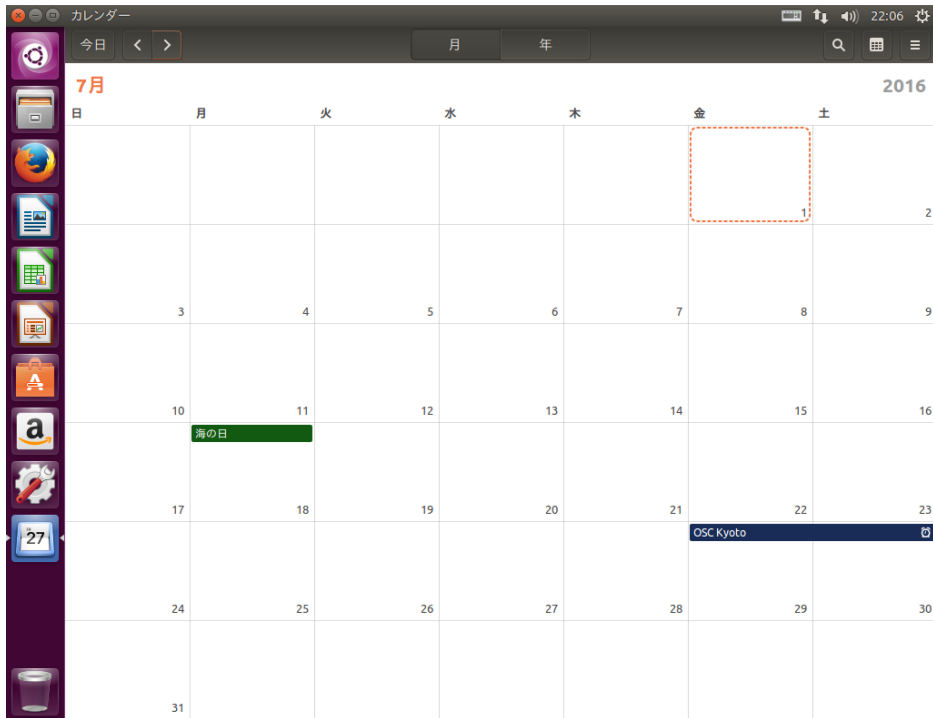 カレンダー 22:06
今日 月 年
7月 2016
日 月 火 水 木 金 土
1 2
3 4 5 6 7 8 9
10 11 12 13 14 15 16
海の日
17 18 19 20 21 22 23
OSC Kyoto
24 25 26 27 28 29 30
31
a
27